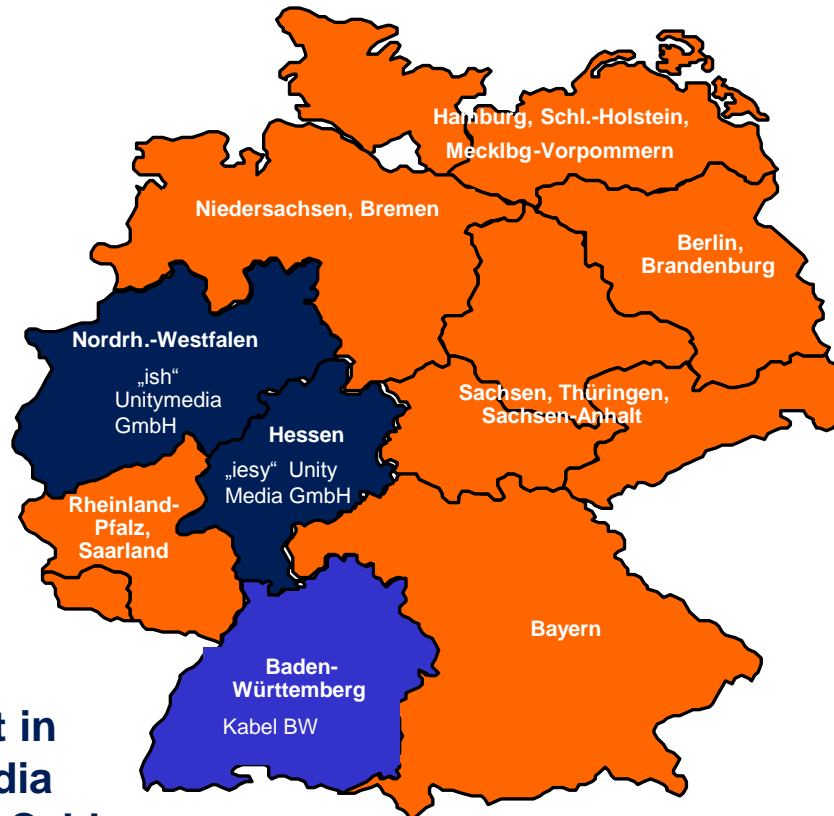 Hamburg, Schl.-Holstein,
Mecklbg-Vorpommern
Niedersachsen, Bremen
Berlin,
Brandenburg
Nordrh.-Westfalen
„ish“
Unitymedia
GmbH
Sachsen, Thüringen,
Sachsen-Anhalt
Hessen
„iesy“ Unity
Media GmbH
Rheinland-
Pfalz,
Saarland
Bayern
Baden-
Württemberg
Kabel BW
in